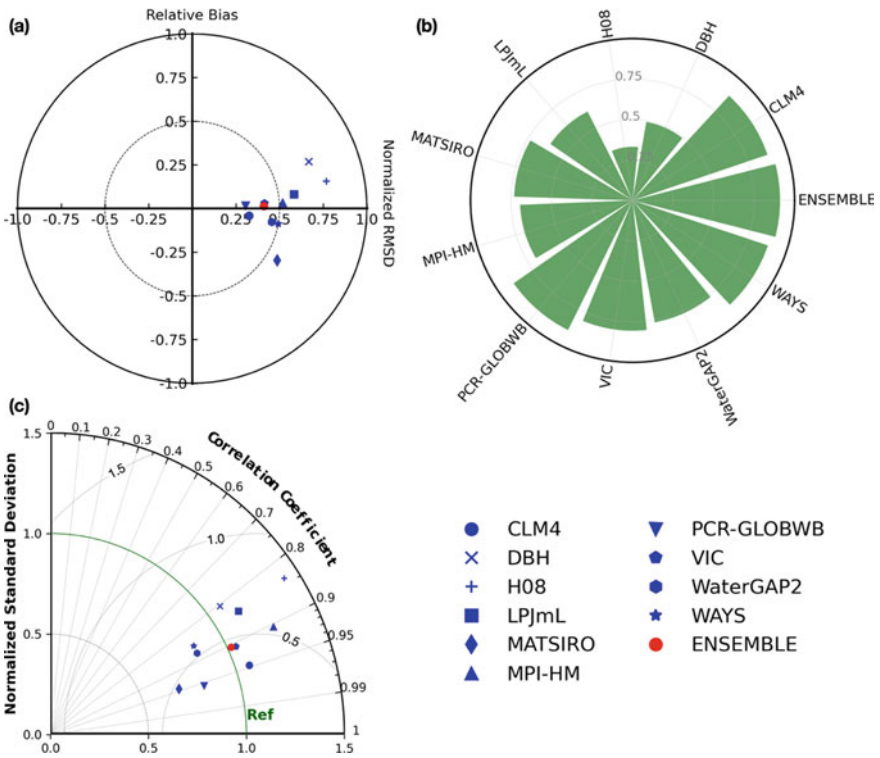 (a)
Relative Bias
1.0
0.75
0.5
0.25
-1.0
-0.75
-0.5
-0.25
0.0
0.25
0.5
0.75
1.0
-0.25
-0.5
-0.75
-1.0
Normalized RMSD
(b)
H08
DBH
CLM4
ENSEMBLE
WAYS
WaterGAP2
VIC
PCR-GLOBWB
MPI-HM
MATSIRO
LPJmL
0.75
0.5
(c)
Normalized Standard Deviation
1.5
1.0
0.5
0.0
0.0
0.5
1.0
1.5
0
0.1
0.2
0.3
0.4
0.5
0.6
0.7
0.8
0.9
0.95
0.99
1
Correlation Coefficient
1.5
1.0
0.5
Ref
CLM4
DBH
H08
LPJmL
MATSIRO
MPI-HM
PCR-GLOBWB
VIC
WaterGAP2
WAYS
ENSEMBLE